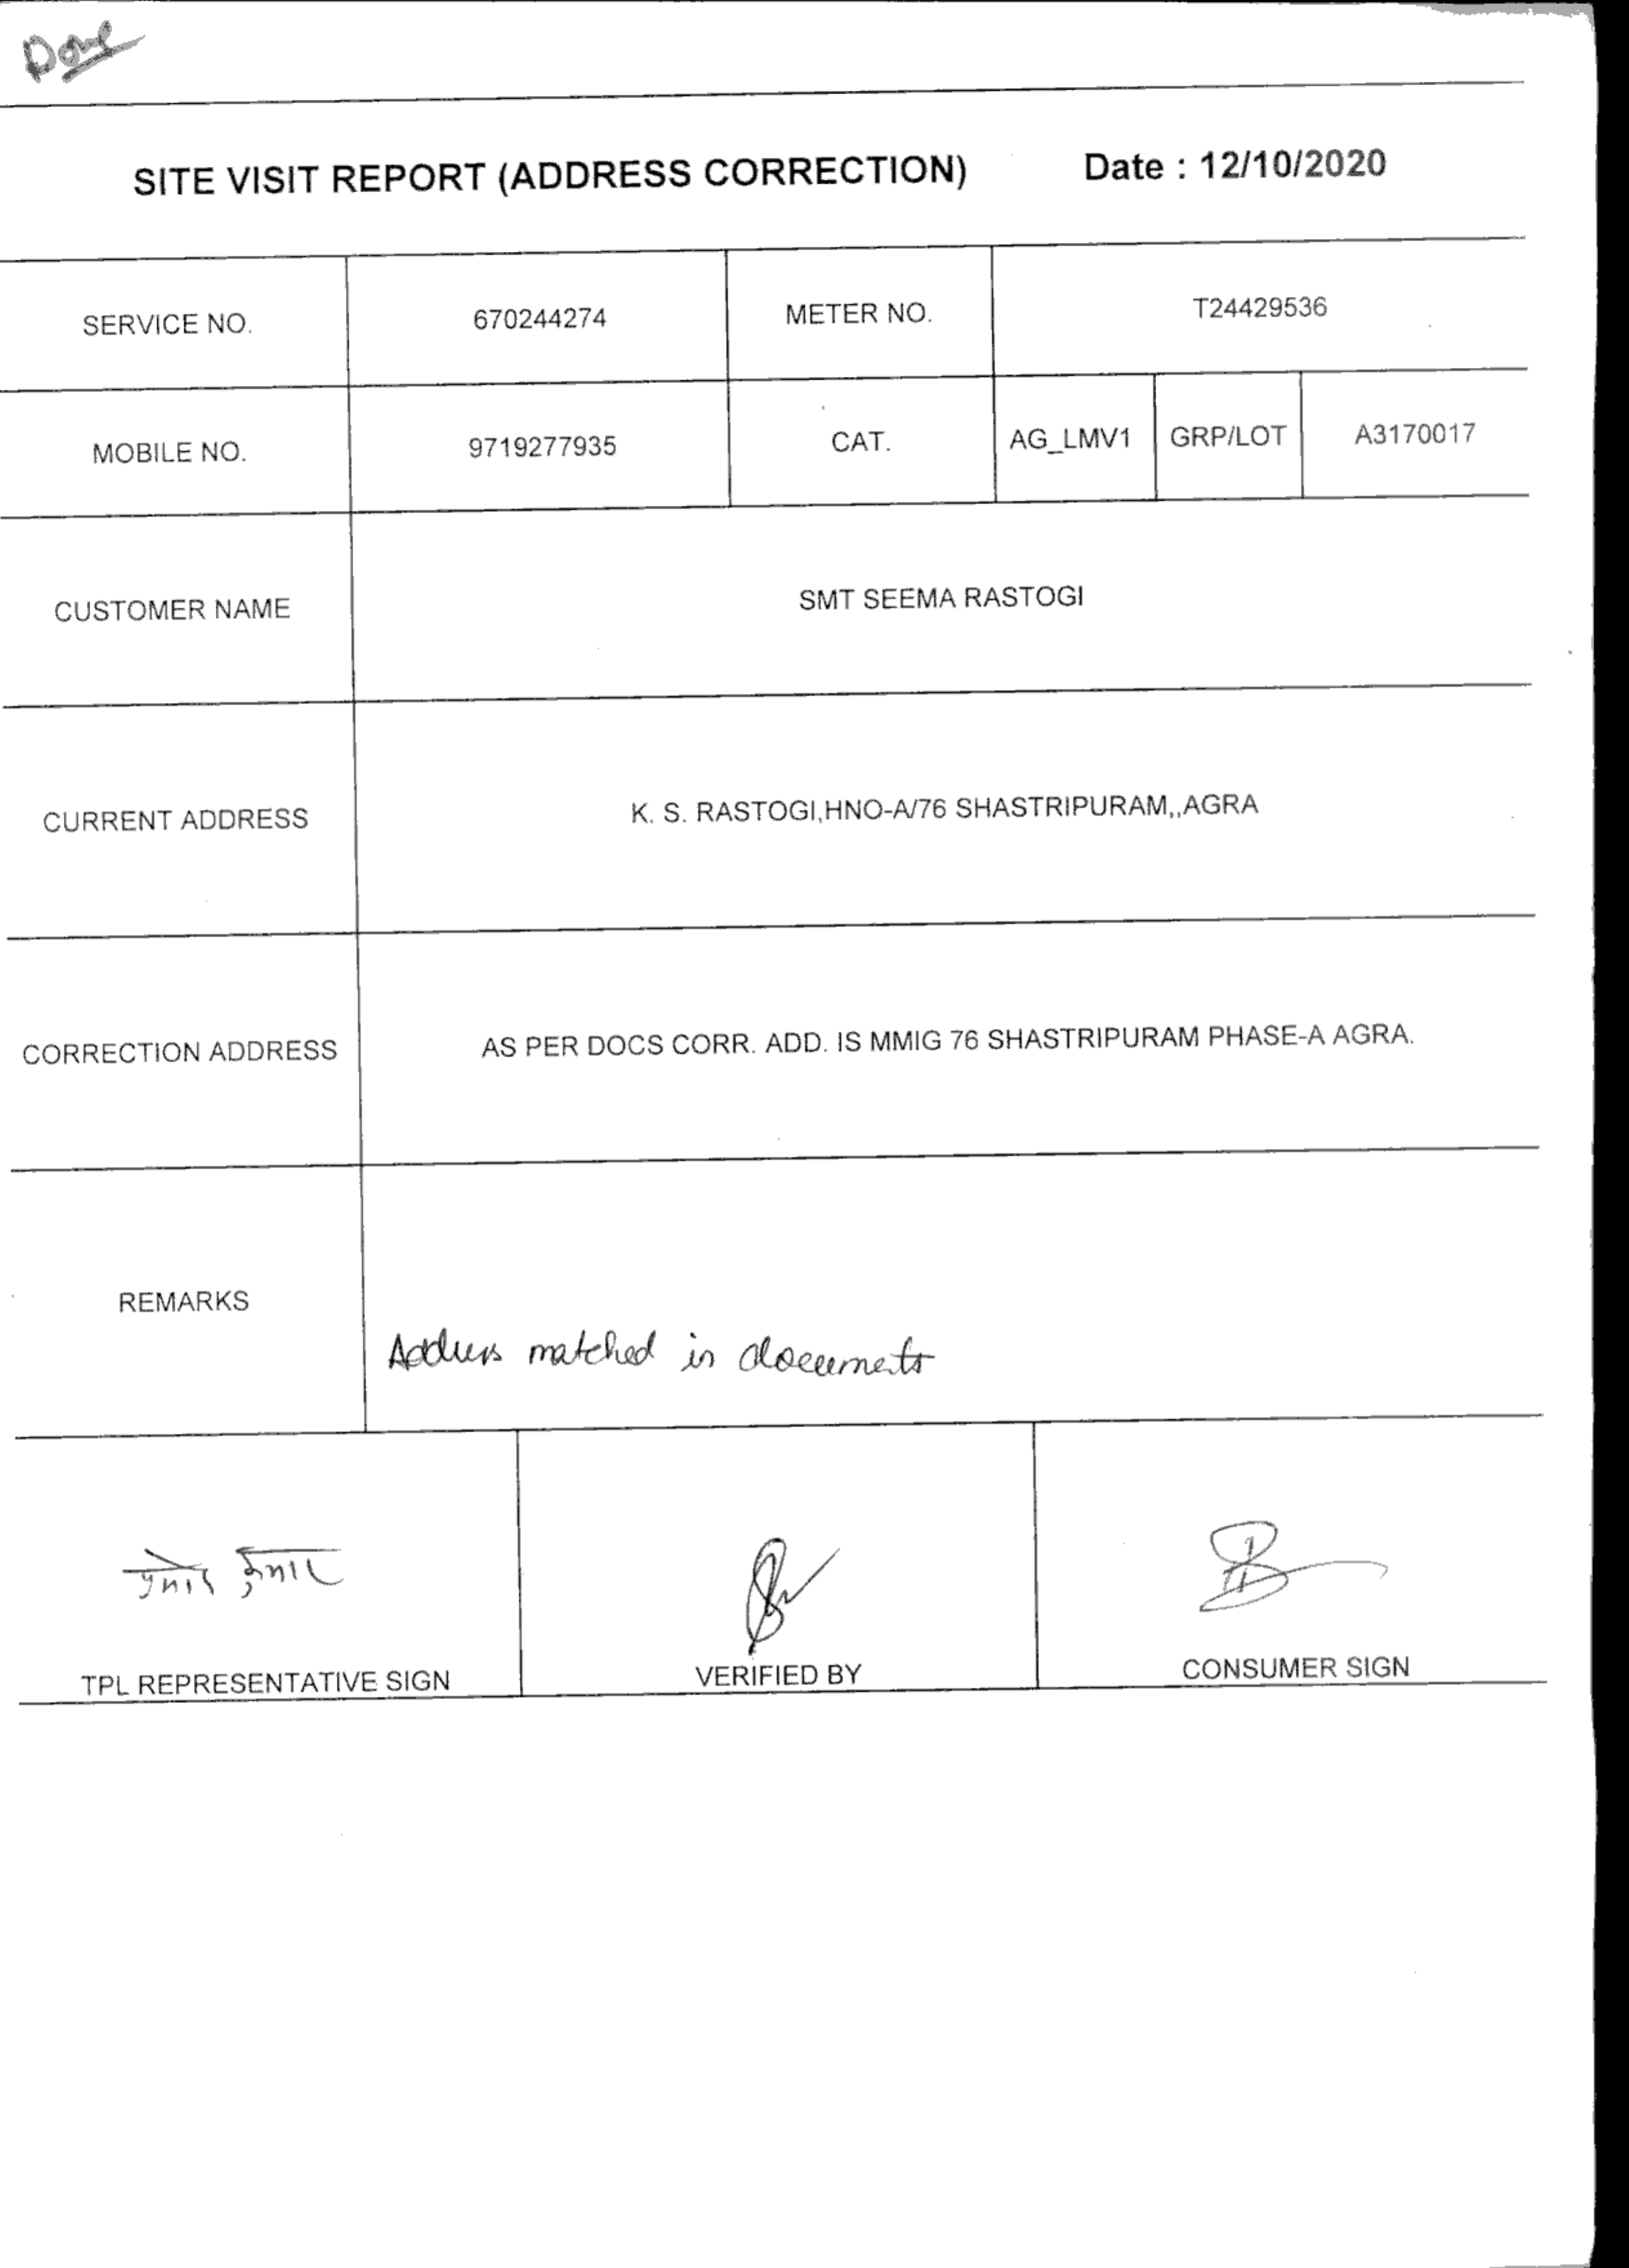 Done
SITE VISIT REPORT (ADDRESS CORRECTION) Date : 12/10/2020
SERVICE NO. 670244274 METER NO. T24429536
MOBILE NO. 9719277935 CAT. AG_LMV1 GRP/LOT A3170017
CUSTOMER NAME SMT SEEMA RASTOGI
CURRENT ADDRESS K. S. RASTOGI,HNO-A/76 SHASTRIPURAM,,AGRA
CORRECTION ADDRESS AS PER DOCS CORR. ADD. IS MMIG 76 SHASTRIPURAM PHASE-A AGRA.
REMARKS
Address matched in documents
कुमार
TPL REPRESENTATIVE SIGN VERIFIED BY CONSUMER SIGN